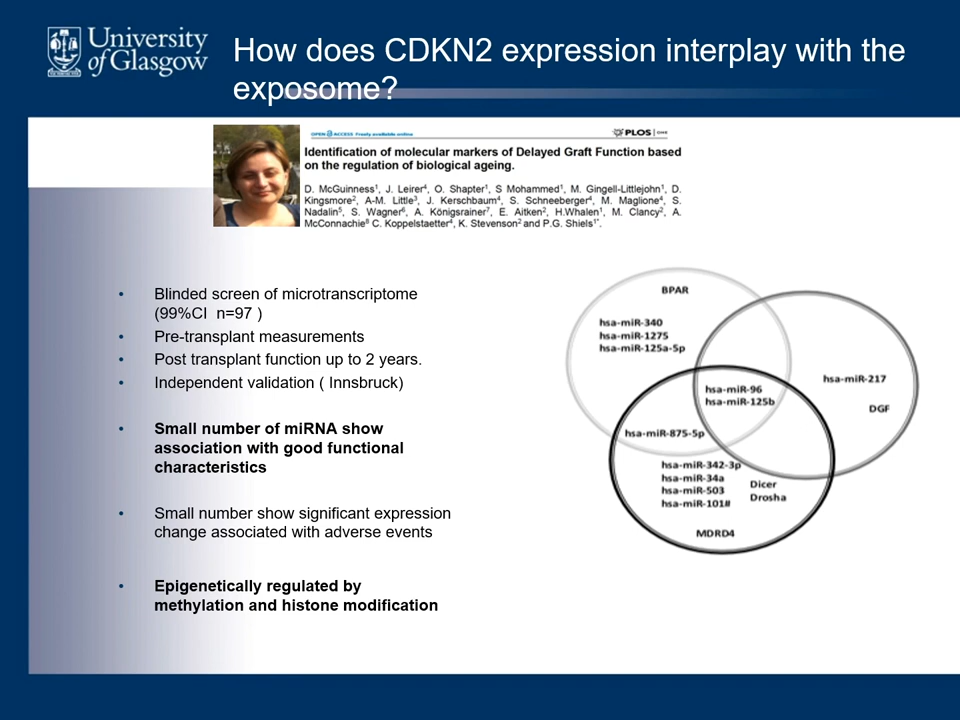 University
of Glasgow
How does CDKN2 expression interplay with the
exposome?
OPEN ACCESS Freely available online
PLOS
Identification of molecular markers of Delayed Graft Function based
on the regulation of biological ageing.
D. McGuinness1, J. Leirer4, O. Shapter1, S Mohammed1, M. Gingell-Littlejohn1, D.
Kingsmore2, A-M. Little3, J. Kerschbaum4, S. Schneeberger4, M. Maglione4, S.
Nadalin5, S. Wagner6, A. Königsrainer7, E. Aitken2, H.Whalen1, M. Clancy2, A.
McConnachie8 C. Koppelstaetter4, K. Stevenson2 and P.G. Shiels1*.
• Blinded screen of microtranscriptome
(99%CI n=97 )
• Pre-transplant measurements
• Post transplant function up to 2 years.
• Independent validation ( Innsbruck)
• Small number of miRNA show
association with good functional
characteristics
• Small number show significant expression
change associated with adverse events
• Epigenetically regulated by
methylation and histone modification
BPAR
hsa-miR-340
hsa-miR-1275
hsa-miR-125a-5p
hsa-miR-96
hsa-miR-125b
hsa-miR-217
DGF
hsa-miR-875-5p
hsa-miR-342-3p
hsa-miR-34a
hsa-miR-503
hsa-miR-101#
Dicer
Drosha
MDRD4